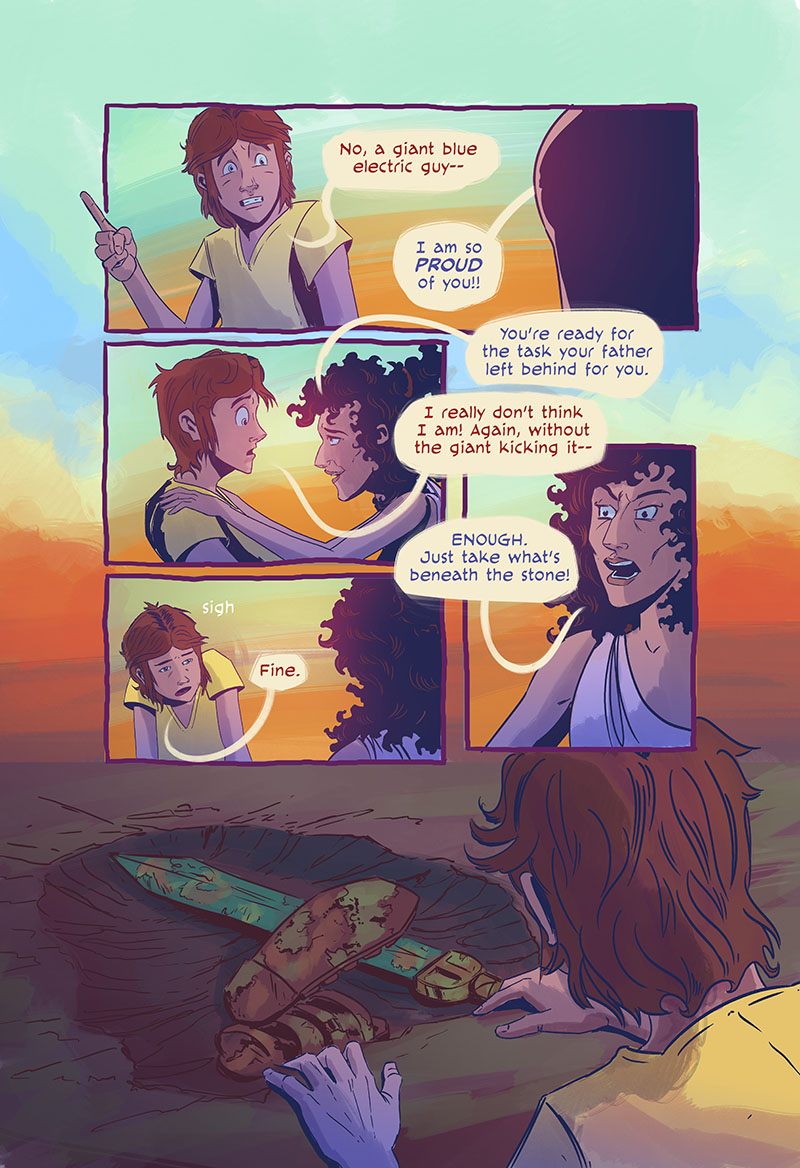 No, a giant blue
electric guy--
I am so
PROUD
of you!!
You're ready for
the task your father
left behind for you.
I really don't think
I am! Again, without
the giant kicking it--
ENOUGH.
Just take what's
beneath the stone!
sigh
Fine.